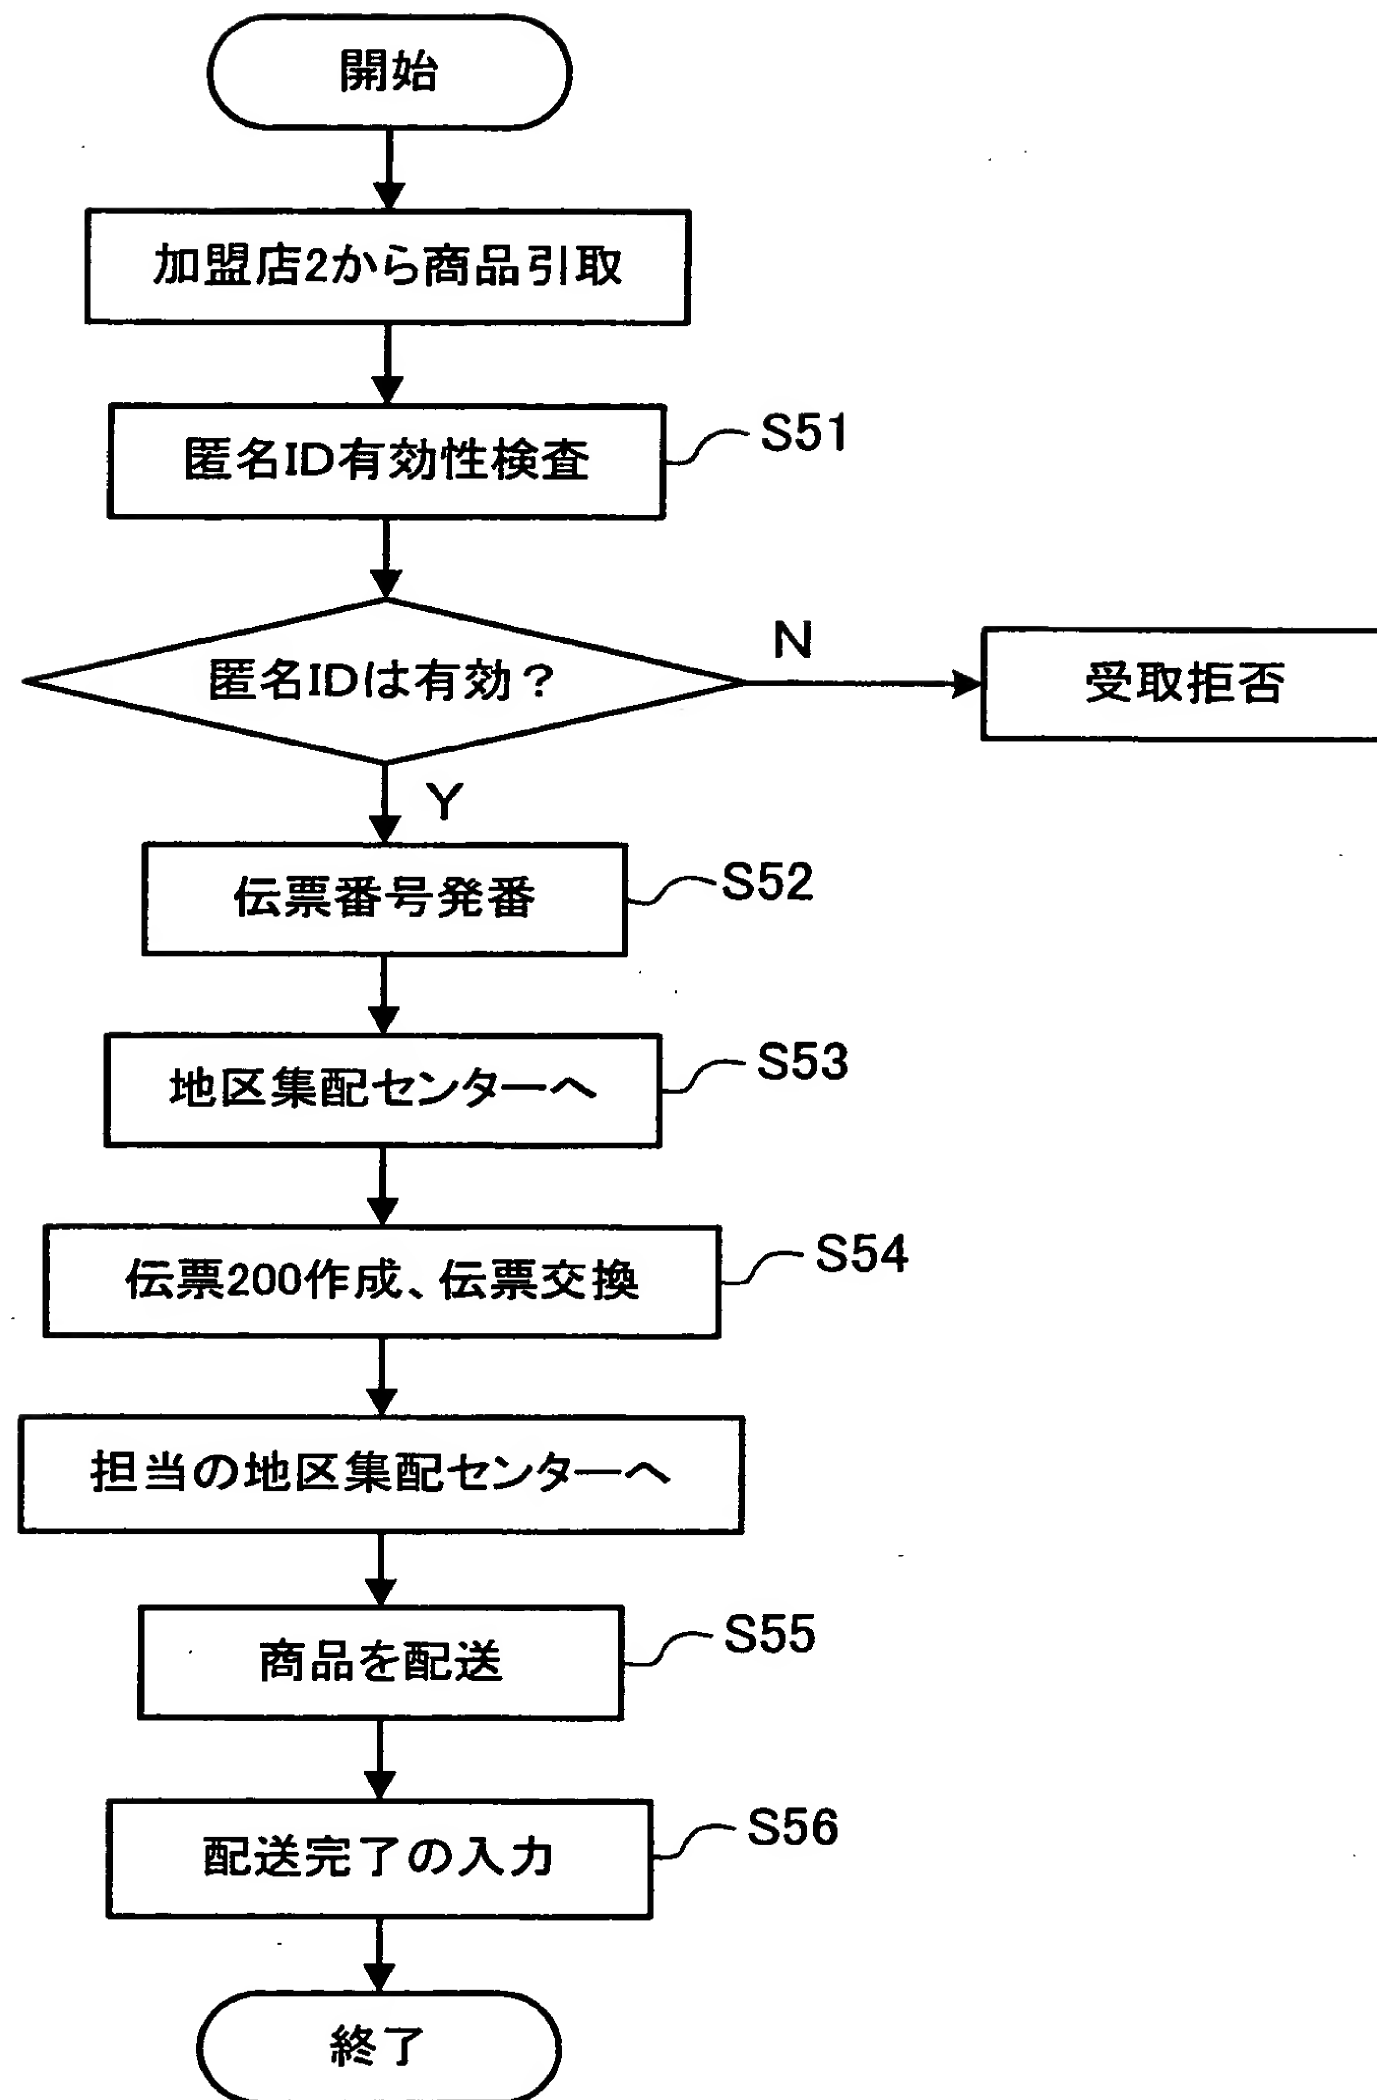 開始
加盟店2から商品引取
匿名ID有効性検査
S51
匿名IDは有効？
N
受取拒否
Y
伝票番号発番
S52
地区集配センターへ
S53
伝票200作成、伝票交換
S54
担当の地区集配センターへ
商品を配送
S55
配送完了の入力
S56
終了